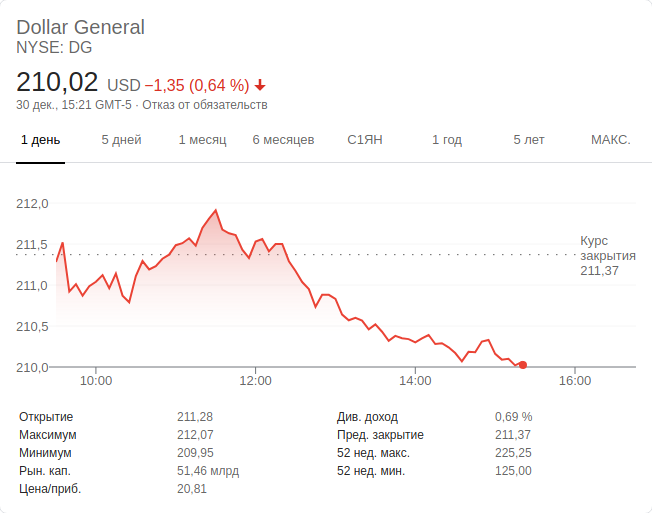 Dollar General
NYSE: DG
210,02 USD −1,35 (0,64 %)
30 дек., 15:21 GMT-5 · Отказ от обязательств
1 день 5 дней 1 месяц 6 месяцев С1ЯН 1 год 5 лет МАКС.
212,0
211,5
211,0
210,5
210,0
Курс
закрытия
211,37
10:00 12:00 14:00 16:00
Открытие 211,28
Максимум 212,07
Минимум 209,95
Рын. кап. 51,46 млрд
Цена/приб. 20,81
Див. доход 0,69 %
Пред. закрытие 211,37
52 нед. макс. 225,25
52 нед. мин. 125,00